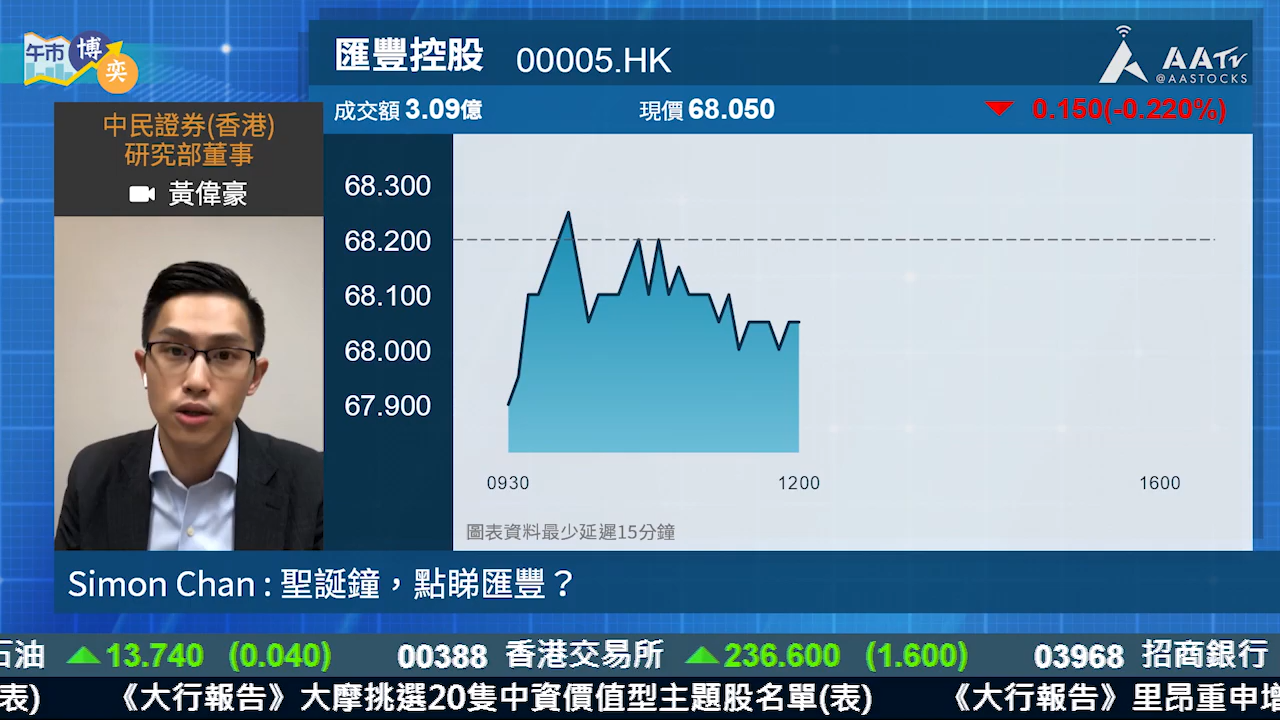 午市博奕
匯豐控股 00005.HK
AATV
@AASTOCKS
成交額 3.09億 現價 68.050 0.150(-0.220%)
中民證券(香港)
研究部董事
黃偉豪
68.300
68.200
68.100
68.000
67.900
0930 1200 1600
圖表資料最少延遲15分鐘
Simon Chan : 聖誕鐘，點睇匯豐？
石油 13.740 (0.040) 00388 香港交易所 236.600 (1.600) 03968 招商銀行
表) 《大行報告》大摩挑選20隻中資價值型主題股名單(表) 《大行報告》里昂重申增